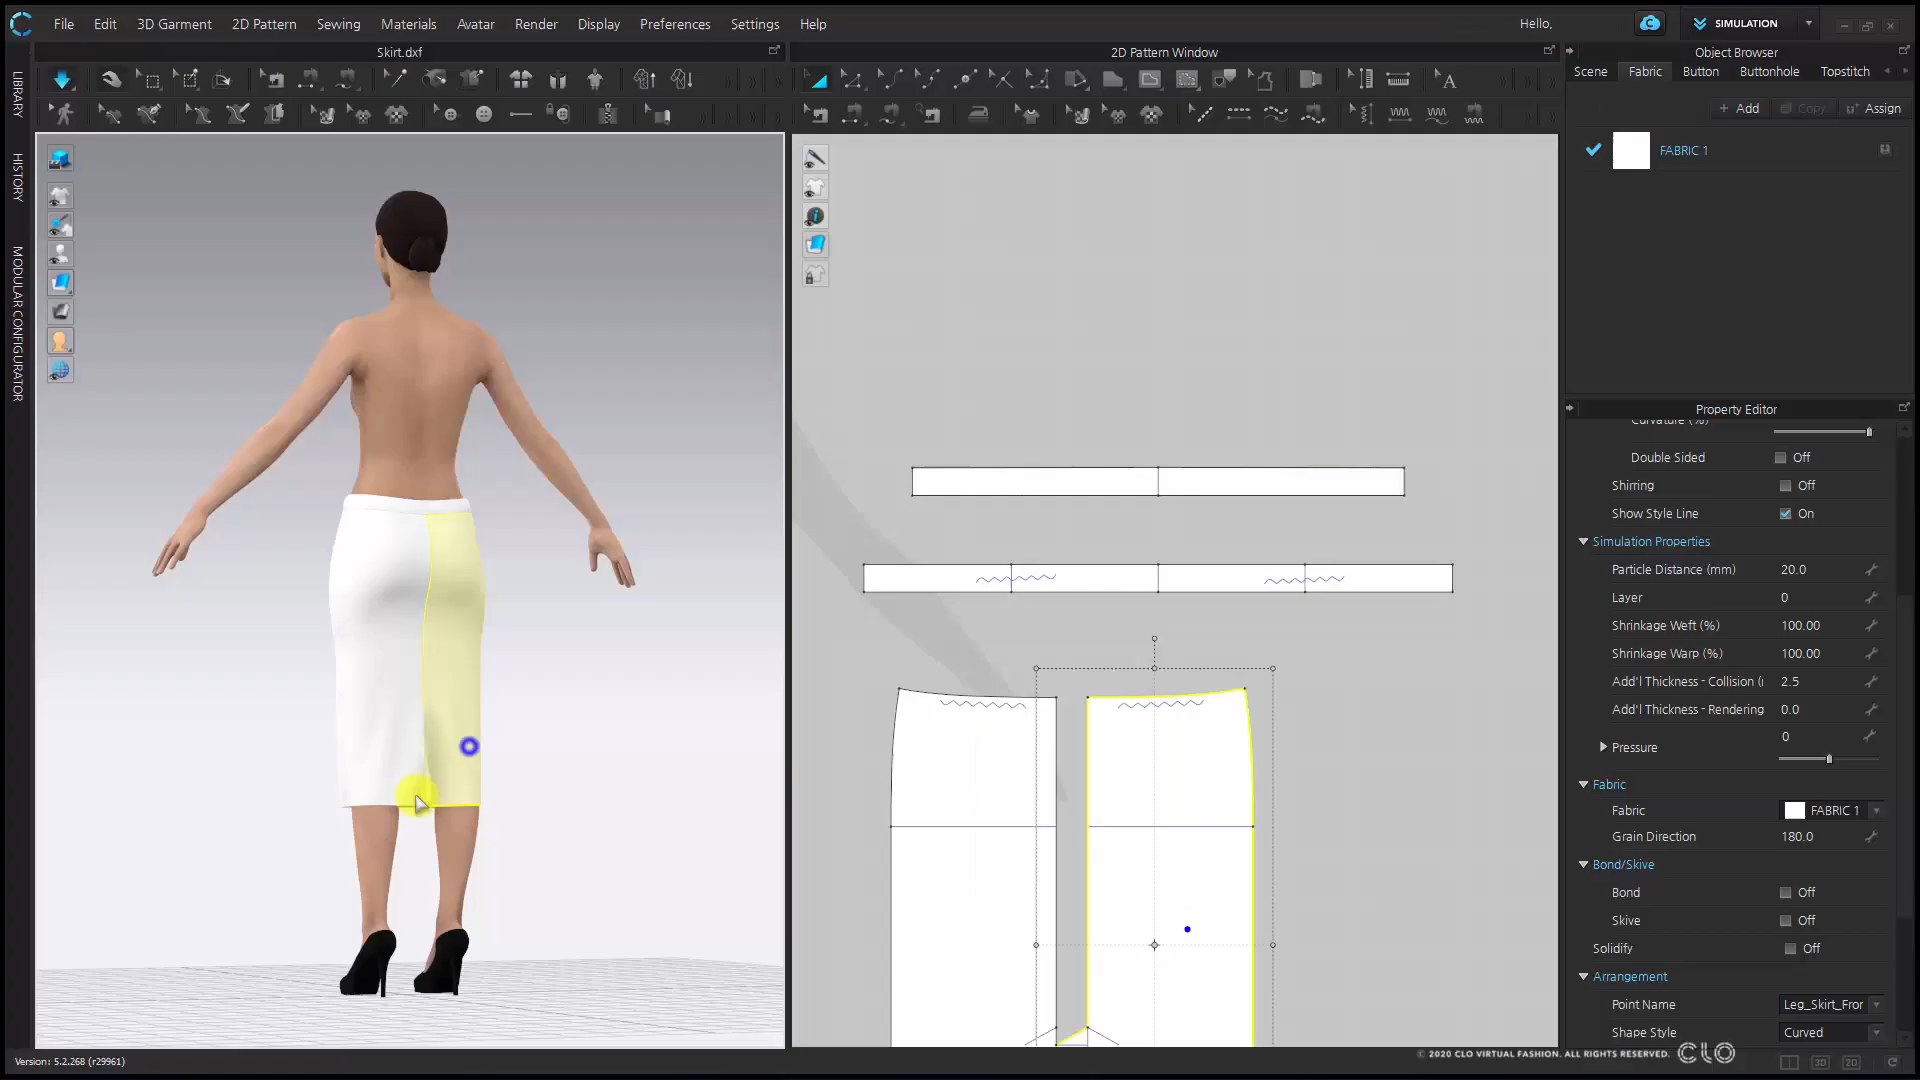 File Edit 3D Garment 2D Pattern Sewing Materials Avatar Render Display Preferences Settings Help Hello, SIMULATION
Skirt.dxf
2D Pattern Window
Object Browser
Scene Fabric Button Buttonhole Topstitch
+ Add Copy Assign
FABRIC 1
LIBRARY
HISTORY
MODULAR CONFIGURATOR
Property Editor
Curvature (%)
Double Sided Off
Shirring Off
Show Style Line On
Simulation Properties
Particle Distance (mm) 20.0
Layer 0
Shrinkage Weft (%) 100.00
Shrinkage Warp (%) 100.00
Add'l Thickness - Collision (ı 2.5
Add'l Thickness - Rendering 0.0
Pressure 0
Fabric
Fabric FABRIC 1
Grain Direction 180.0
Bond/Skive
Bond Off
Skive Off
Solidify Off
Arrangement
Point Name Leg_Skirt_Fror
Shape Style Curved
© 2020 CLO VIRTUAL FASHION. ALL RIGHTS RESERVED. CLO
Version: 5.2.268 (r29961)
3D 2D